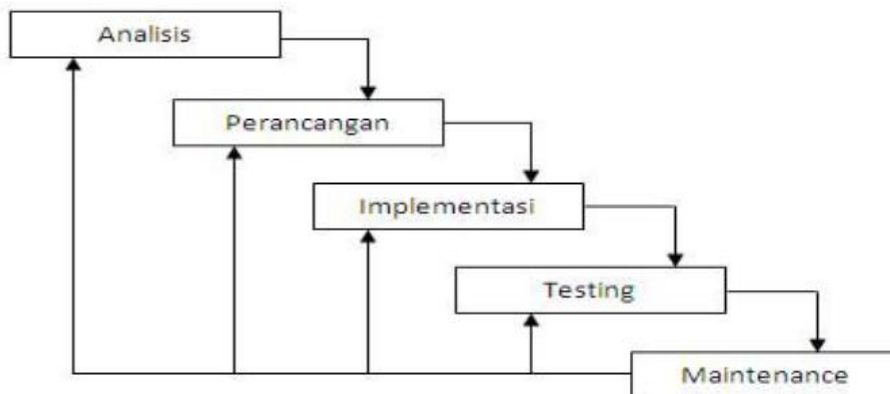 Analisis
Perancangan
Implementasi
Testing
Maintenance